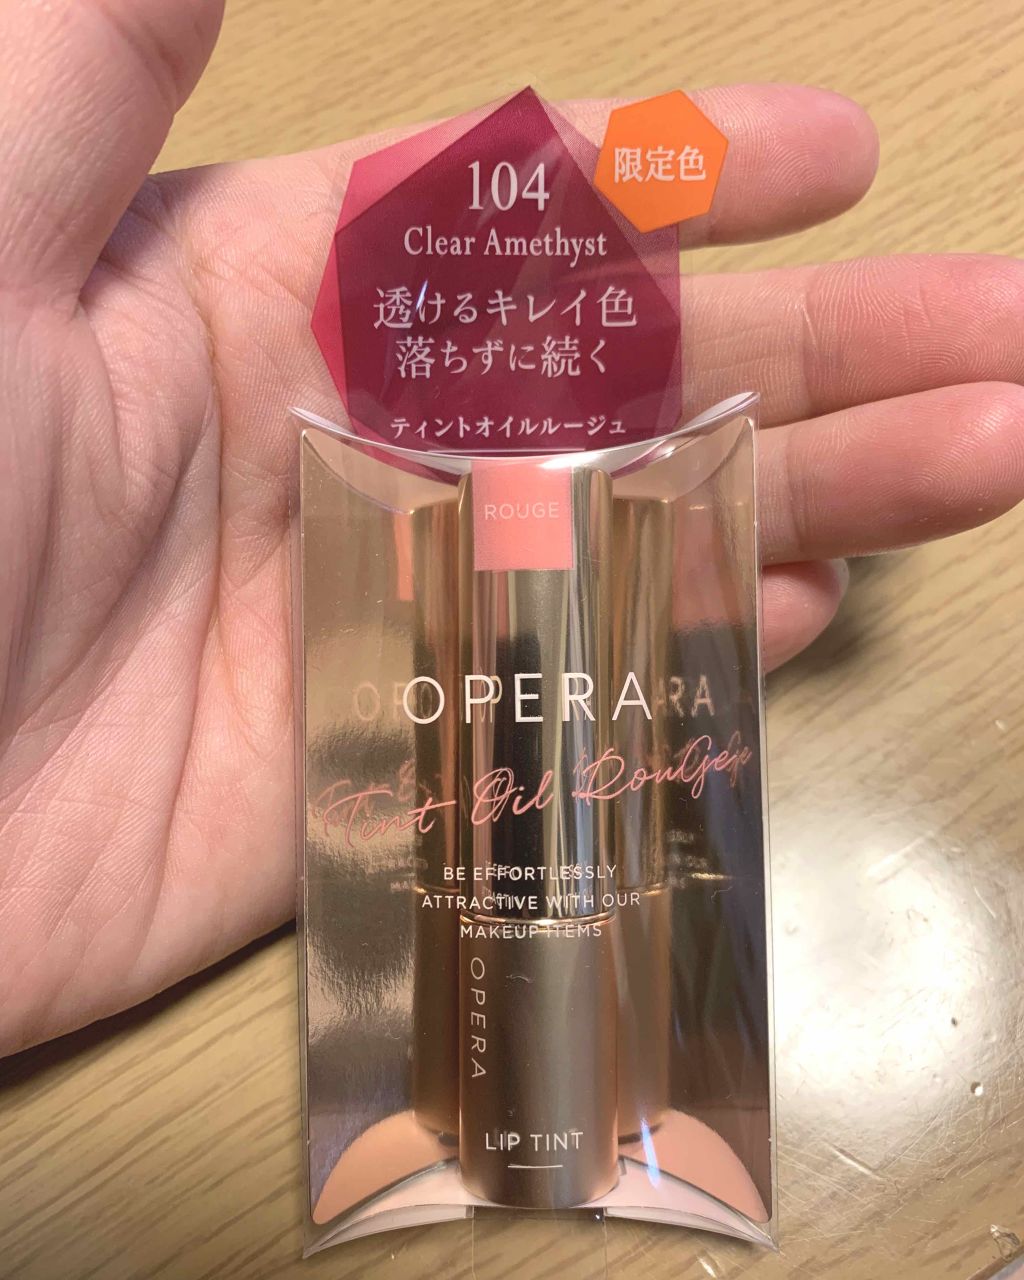 104
限定色
Clear Amethyst
透けるキレイ色
落ちずに続く
ティントオイルルージュ
ROUGE
OPERA
Tint Oil Rouge
BE EFFORTLESSLY
ATTRACTIVE WITH OUR
MAKEUP ITEMS
OPERA
LIP TINT